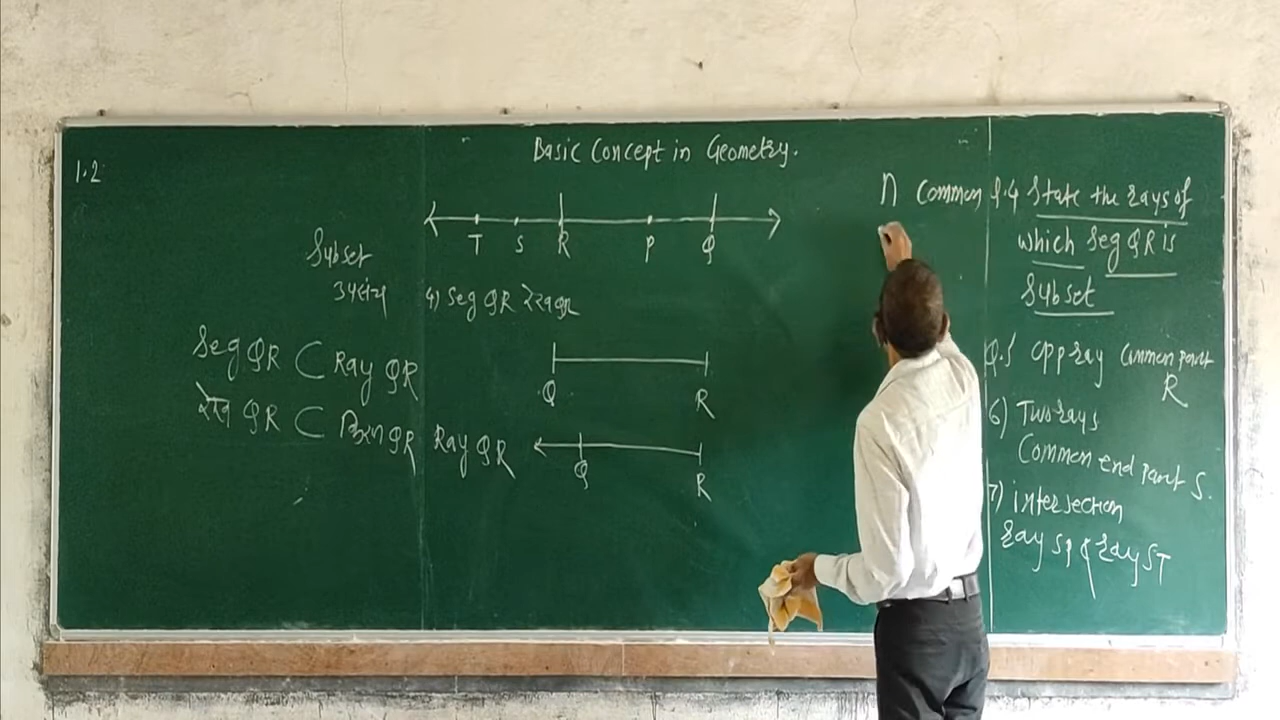 1.2
Basic Concept in Geometry.
T S R P Q
Subset
उपसंच
4) Seg QR रेख QR
Seg QR ⊂ Ray QR
रेख QR ⊂ किरण QR
Q R
Ray QR
Q R
∩ Common
Q.4 State the rays of
which Seg QR is
Subset
Q.5 opp ray Common point
R
6) Two rays
Common end point S.
7) intersection
ray SP & ray ST